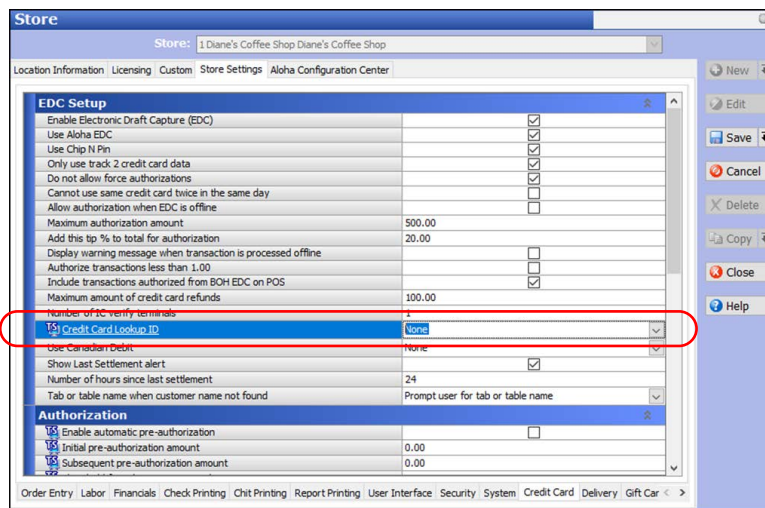 Store
Store: 1 Diane's Coffee Shop Diane's Coffee Shop
Location Information Licensing Custom Store Settings Aloha Configuration Center
New
Edit
Save
Cancel
Delete
Copy
Close
Help
EDC Setup
Enable Electronic Draft Capture (EDC)
Use Aloha EDC
Use Chip N Pin
Only use track 2 credit card data
Do not allow force authorizations
Cannot use same credit card twice in the same day
Allow authorization when EDC is offline
Maximum authorization amount 500.00
Add this tip % to total for authorization 20.00
Display warning message when transaction is processed offline
Authorize transactions less than 1.00
Include transactions authorized from BOH EDC on POS
Maximum amount of credit card refunds 100.00
Number of IC verify terminals 1
Credit Card Lookup ID None
Use Canadian Debit None
Show Last Settlement alert
Number of hours since last settlement 24
Tab or table name when customer name not found Prompt user for tab or table name
Authorization
Enable automatic pre-authorization
Initial pre-authorization amount 0.00
Subsequent pre-authorization amount 0.00
Order Entry Labor Financials Check Printing Chit Printing Report Printing User Interface Security System Credit Card Delivery Gift Car